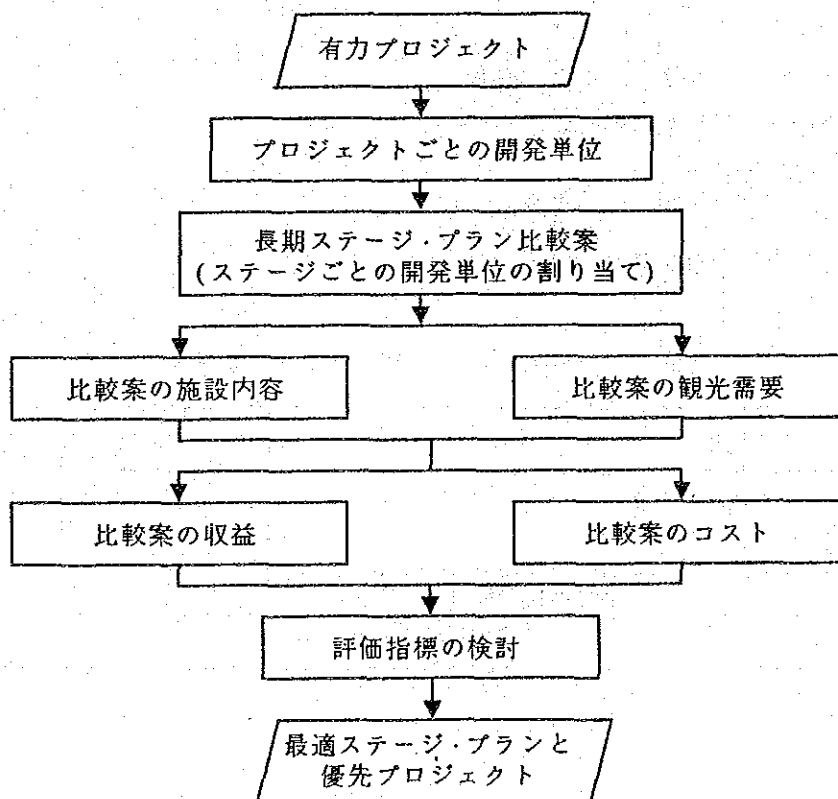 有力プロジェクト
プロジェクトごとの開発単位
長期ステージ・プラン比較案
(ステージごとの開発単位の割り当て)
比較案の施設内容
比較案の観光需要
比較案の収益
比較案のコスト
評価指標の検討
最適ステージ・プランと
優先プロジェクト